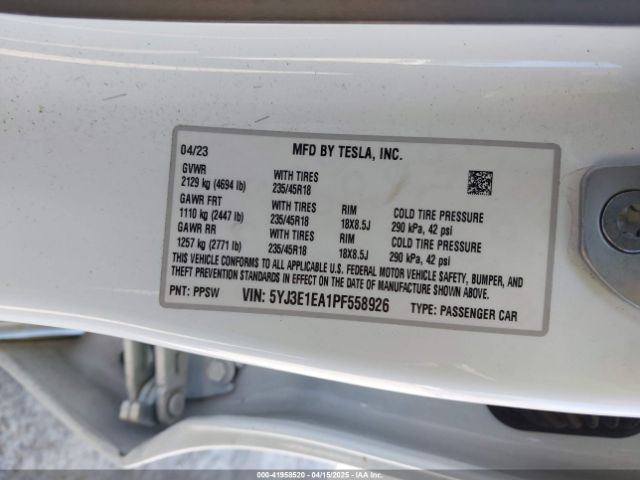 04/23 MFD BY TESLA, INC.
GVWR
2129 kg (4694 lb) WITH TIRES 235/45R18
GAWR FRT
1110 kg (2447 lb) WITH TIRES 235/45R18 RIM 18X8.5J COLD TIRE PRESSURE 290 kPa, 42 psi
GAWR RR
1257 kg (2771 lb) WITH TIRES 235/45R18 RIM 18X8.5J COLD TIRE PRESSURE 290 kPa, 42 psi
THIS VEHICLE CONFORMS TO ALL APPLICABLE U.S. FEDERAL MOTOR VEHICLE SAFETY, BUMPER, AND
THEFT PREVENTION STANDARDS IN EFFECT ON THE DATE OF MANUFACTURE SHOWN ABOVE.
PNT: PPSW VIN: 5YJ3E1EA1PF558926 TYPE: PASSENGER CAR
000-41958520 - 04/15/2025 - IAAI.COM